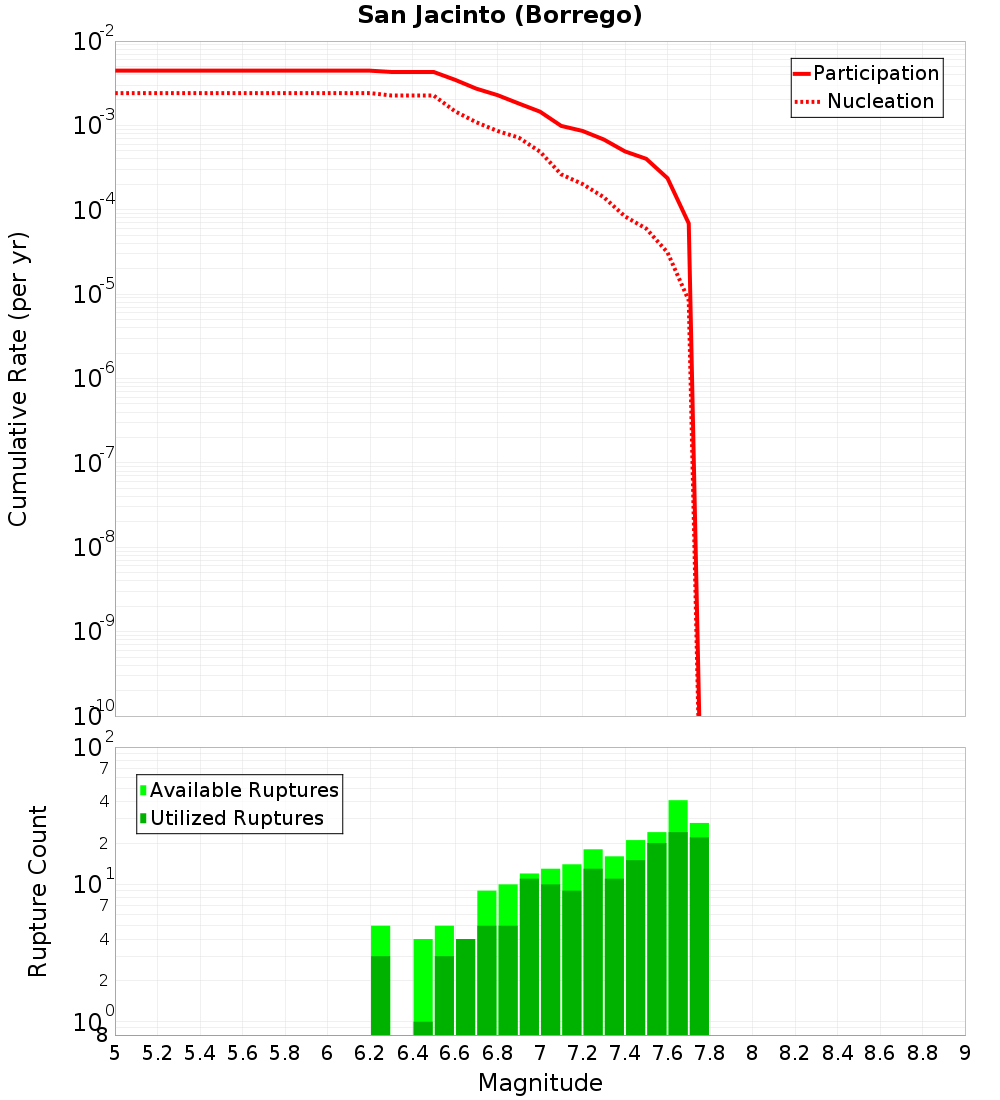 San Jacinto (Borrego)
10-2
10-3
10-4
10-5
10-6
10-7
10-8
10-9
10-10
Cumulative Rate (per yr)
Participation
Nucleation
102
7
4
2
101
7
4
2
100
8
Rupture Count
Available Ruptures
Utilized Ruptures
5 5.2 5.4 5.6 5.8 6 6.2 6.4 6.6 6.8 7 7.2 7.4 7.6 7.8 8 8.2 8.4 8.6 8.8 9
Magnitude